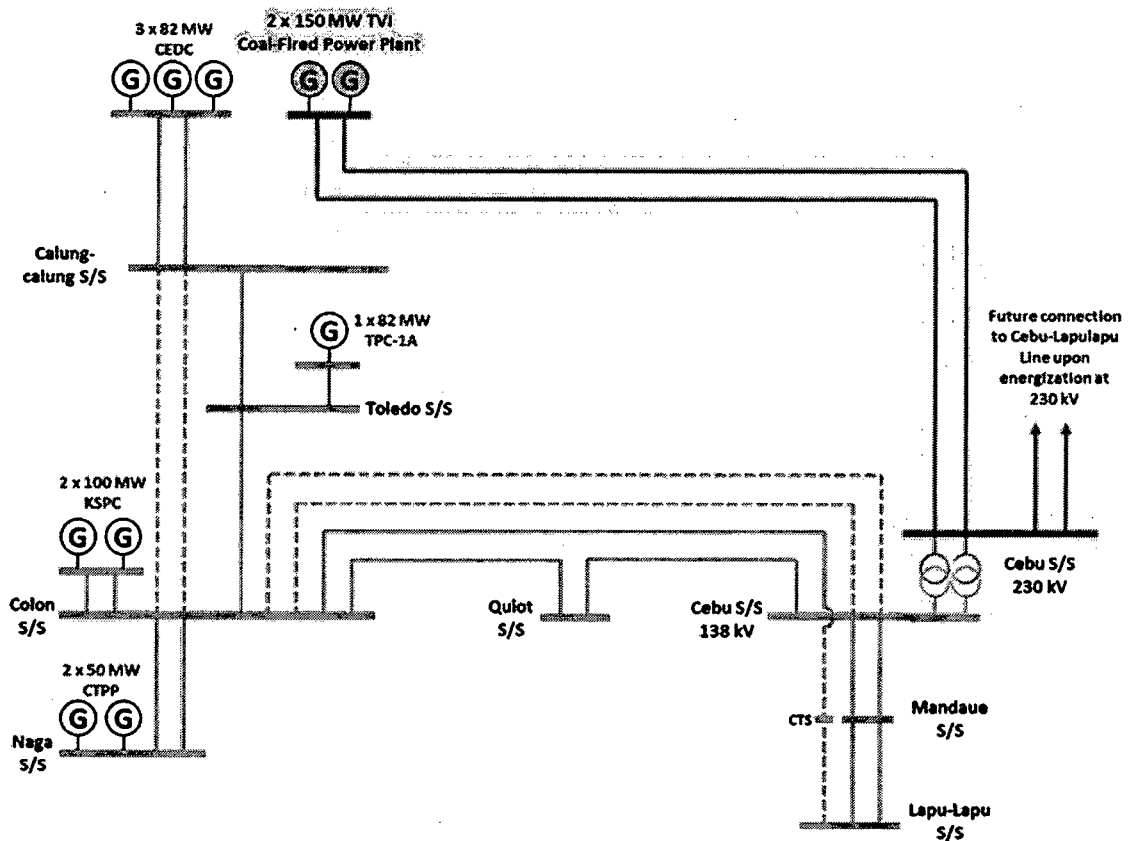 3 x 82 MW
CEDC
G G G
2 x 150 MW TVI
Coal-Fired Power Plant
G G
Calung-
calung S/S
G
1 x 82 MW
TPC-1A
Toledo S/S
Future connection
to Cebu-Lapulapu
Line upon
energization at
230 kV
2 x 100 MW
KSPC
G G
Colon
S/S
Quiot
S/S
Cebu S/S
138 kV
Cebu S/S
230 kV
2 x 50 MW
CTPP
G G
Naga
S/S
CTS
Mandaue
S/S
Lapu-Lapu
S/S